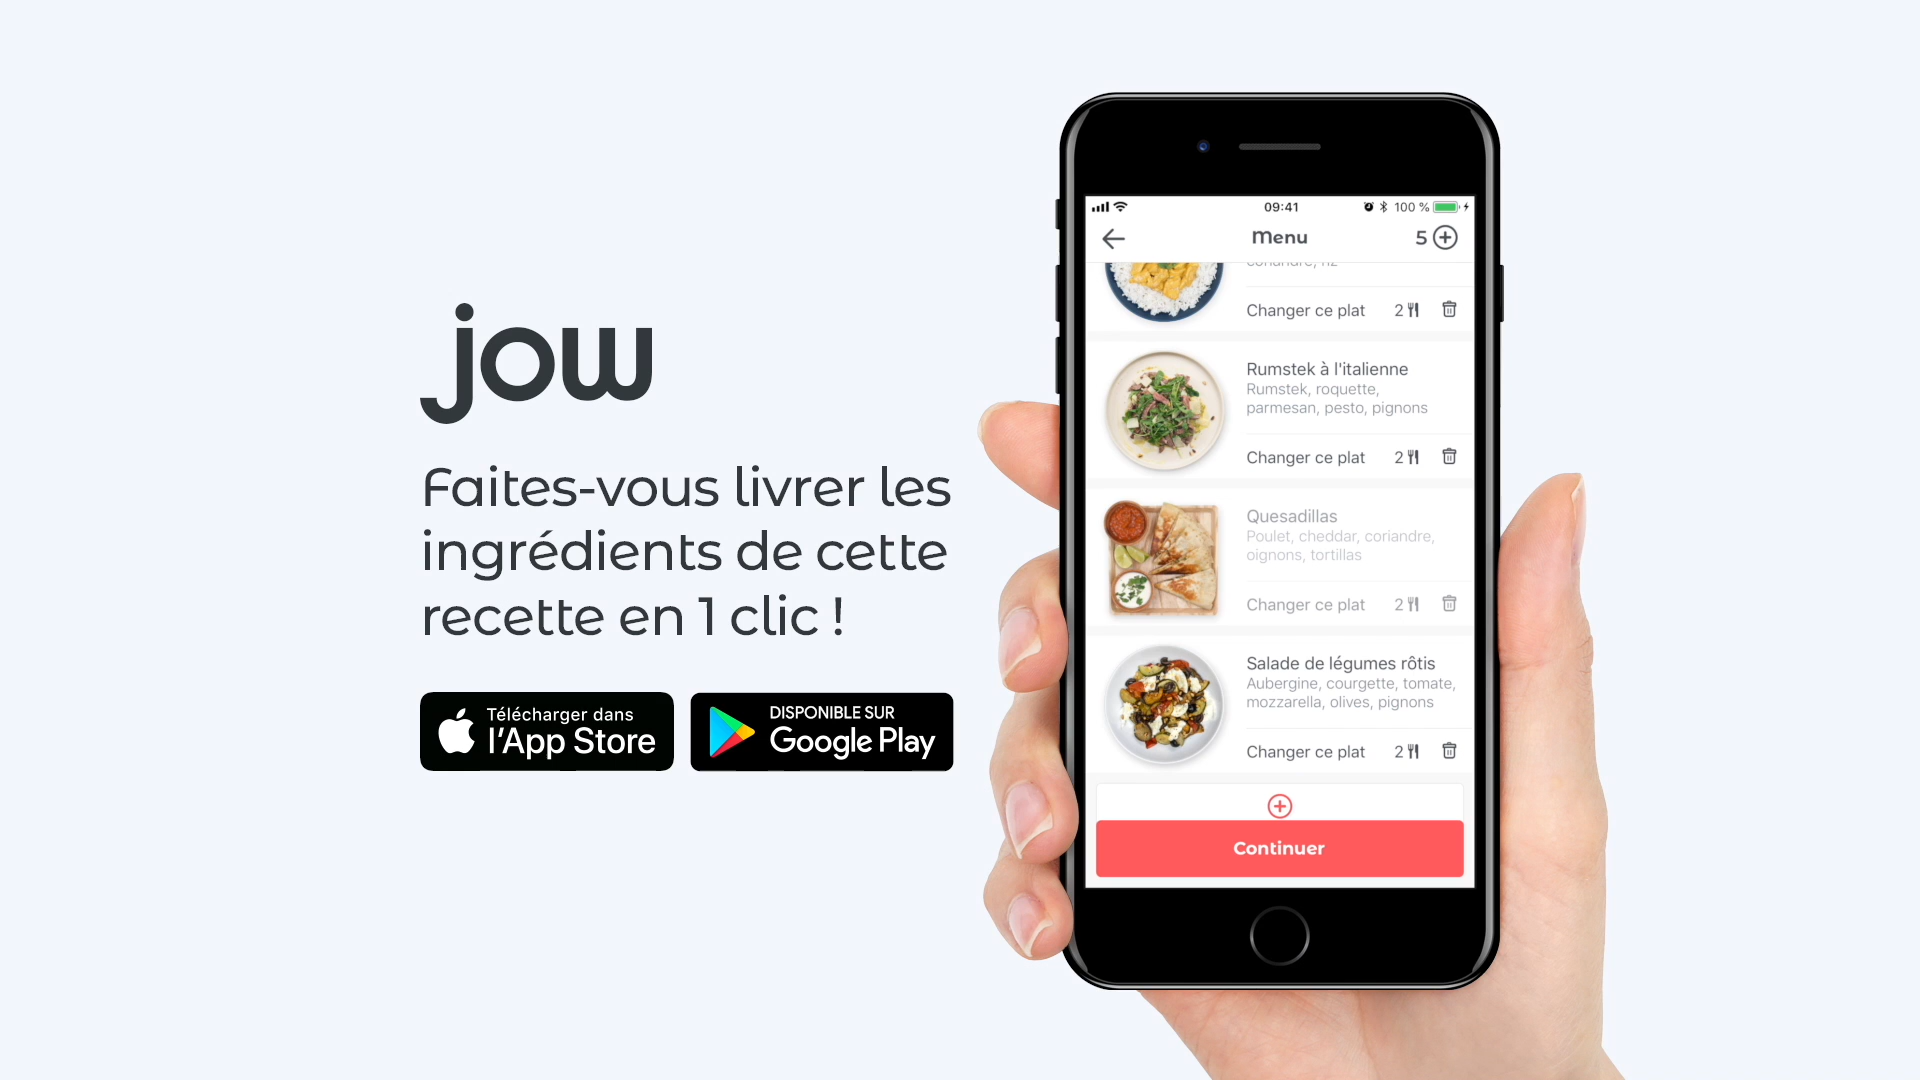 jow
Faites-vous livrer les
ingrédients de cette
recette en 1 clic !
Télécharger dans
l'App Store
DISPONIBLE SUR
Google Play
09:41
100 %
Menu
5
Changer ce plat 2
Rumstek à l'italienne
Rumstek, roquette,
parmesan, pesto, pignons
Changer ce plat 2
Quesadillas
Poulet, cheddar, coriandre,
oignons, tortillas
Changer ce plat 2
Salade de légumes rôtis
Aubergine, courgette, tomate,
mozzarella, olives, pignons
Changer ce plat 2
Continuer